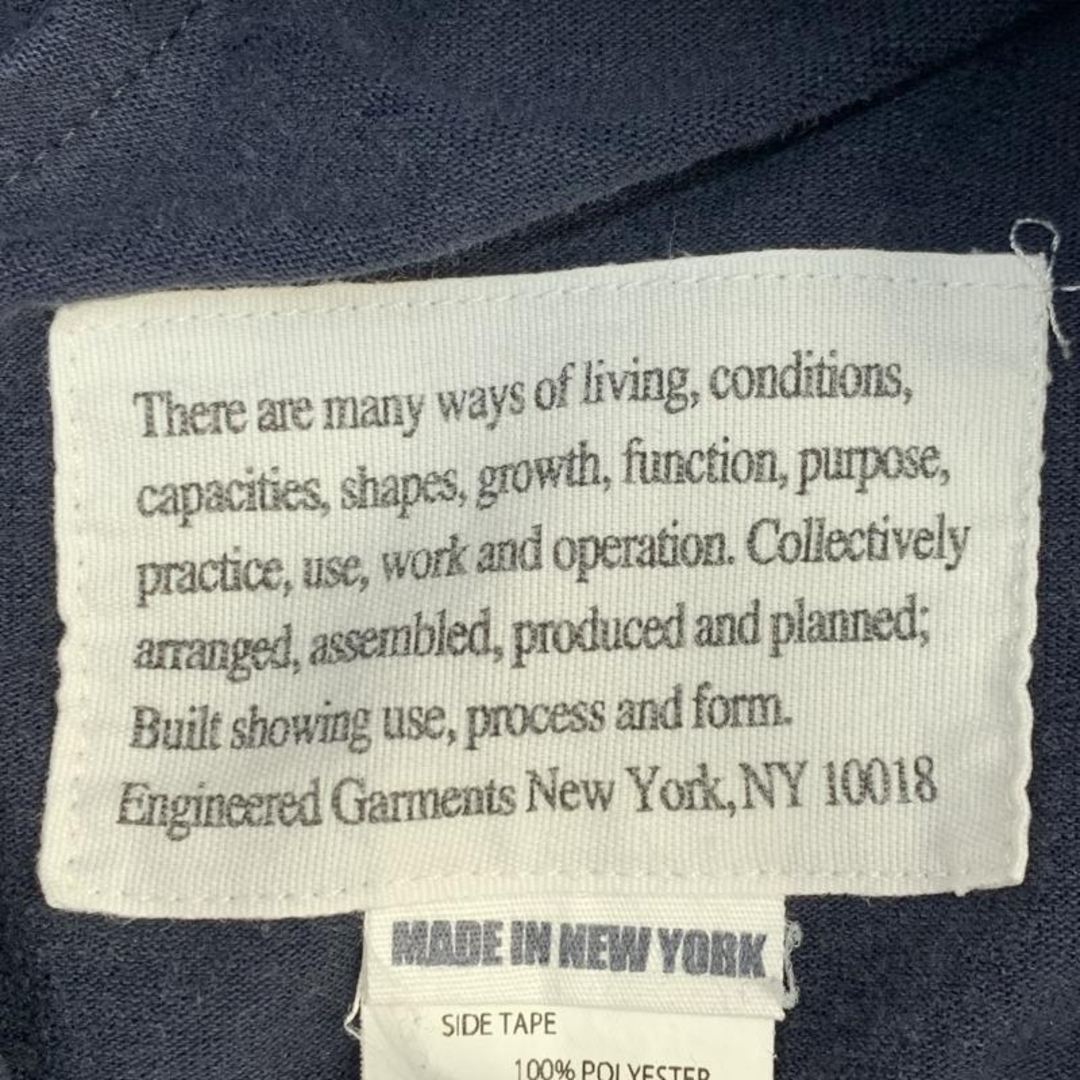 There are many ways of living, conditions,
capacities, shapes, growth, function, purpose,
practice, use, work and operation. Collectively
arranged, assembled, produced and planned;
Built showing use, process and form.
Engineered Garments New York, NY 10018
MADE IN NEW YORK
SIDE TAPE
100% POLYESTER